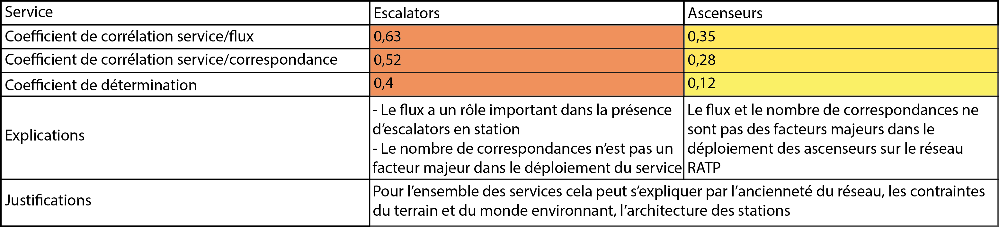 Service
Escalators
Ascenseurs
Coefficient de corrélation service/flux
0,63
0,35
Coefficient de corrélation service/correspondance
0,52
0,28
Coefficient de détermination
0,4
0,12
Explications
- Le flux a un rôle important dans la présence
d’escalators en station
- Le nombre de correspondances n’est pas un
facteur majeur dans le déploiement du service
Le flux et le nombre de correspondances ne
sont pas des facteurs majeurs dans le
déploiement des ascenseurs sur le réseau
RATP
Justifications
Pour l’ensemble des services cela peut s’expliquer par l’ancienneté du réseau, les contraintes
du terrain et du monde environnant, l’architecture des stations